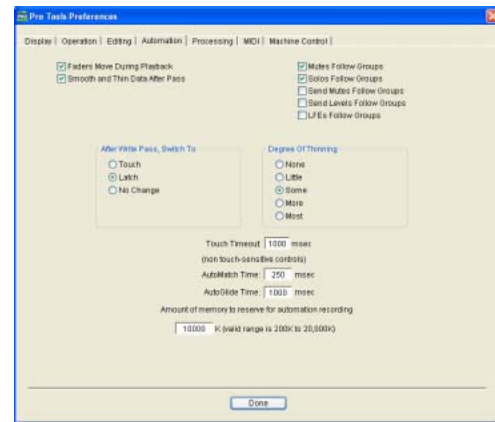 Pro Tools Preferences
Display | Operation | Editing | Automation | Processing | MIDI | Machine Control |
Faders Move During Playback
Smooth and Thin Data After Pass
Mutes Follow Groups
Solos Follow Groups
Send Mutes Follow Groups
Send Levels Follow Groups
LFEs Follow Groups
After Write Pass, Switch To
Touch
Latch
No Change
Degree Of Thinning
None
Little
Some
More
Most
Touch Timeout: 1000 msec
(non touch-sensitive controls)
AutoMatch Time: 250 msec
AutoGlide Time: 1000 msec
Amount of memory to reserve for automation recording
10000 K (valid range is 200K to 20,000K)
Done